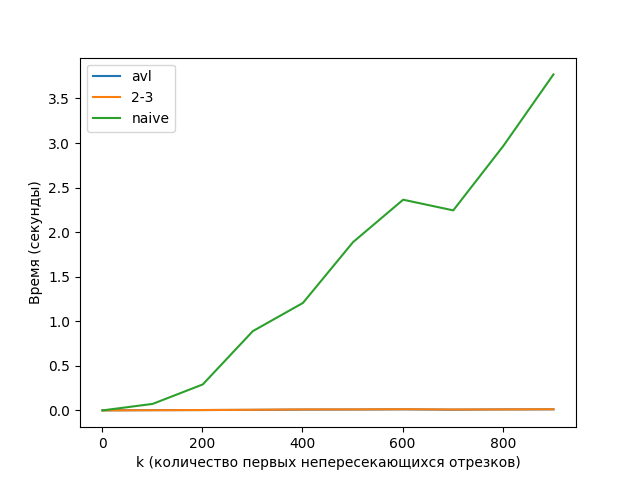 avl
2-3
naive
3.5
3.0
2.5
2.0
1.5
1.0
0.5
0.0
Время (секунды)
0 200 400 600 800
k (количество первых непересекающихся отрезков)